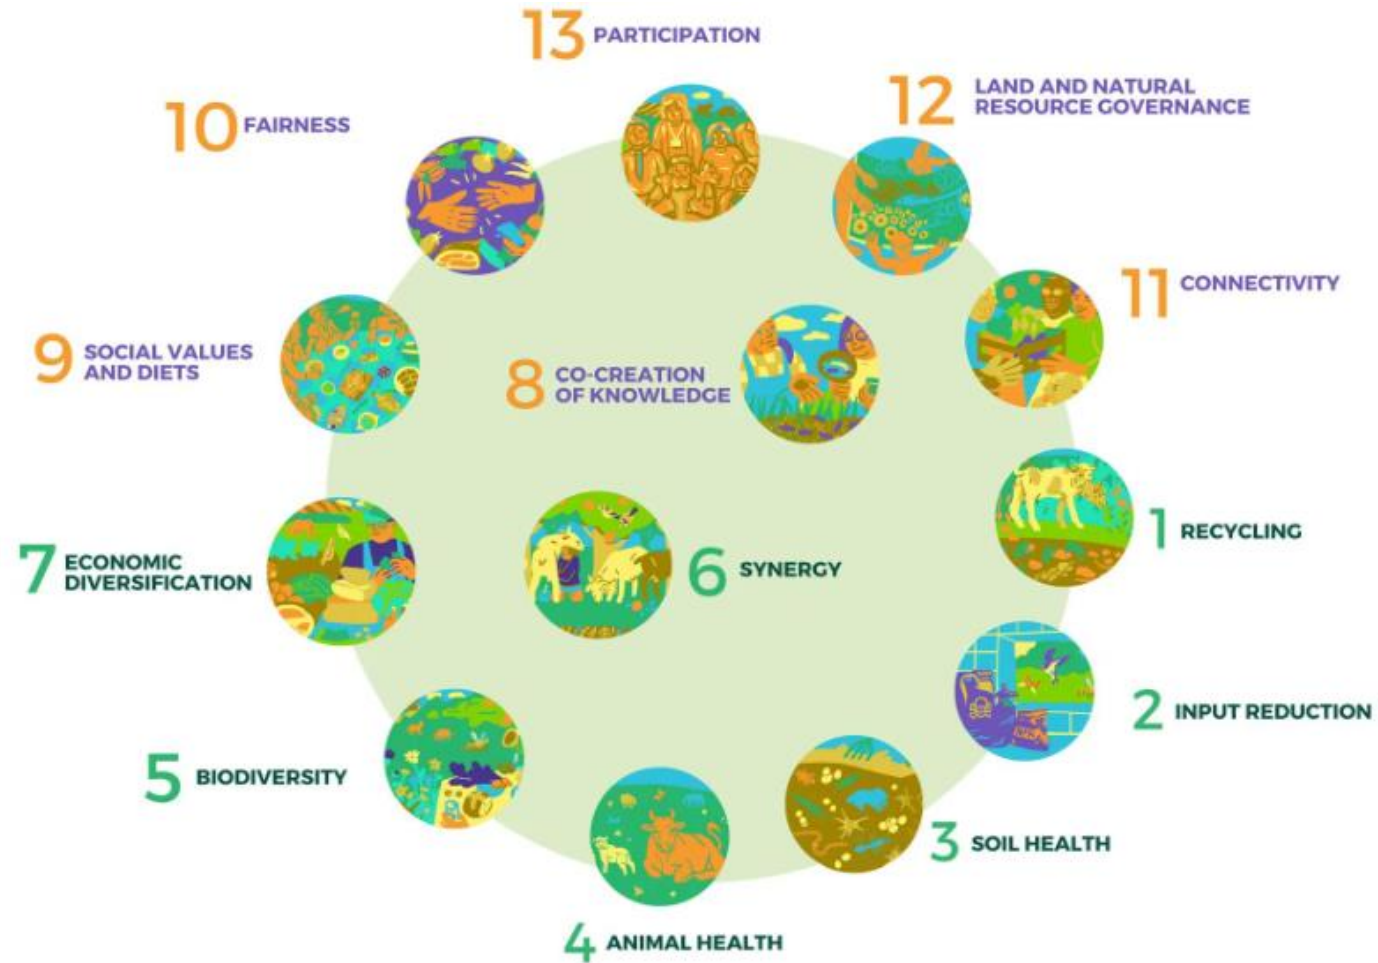 13 PARTICIPATION
12 LAND AND NATURAL
RESOURCE GOVERNANCE
10 FAIRNESS
11 CONNECTIVITY
9 SOCIAL VALUES
AND DIETS
8 CO-CREATION
OF KNOWLEDGE
1 RECYCLING
7 ECONOMIC
DIVERSIFICATION
6 SYNERGY
2 INPUT REDUCTION
5 BIODIVERSITY
3 SOIL HEALTH
4 ANIMAL HEALTH